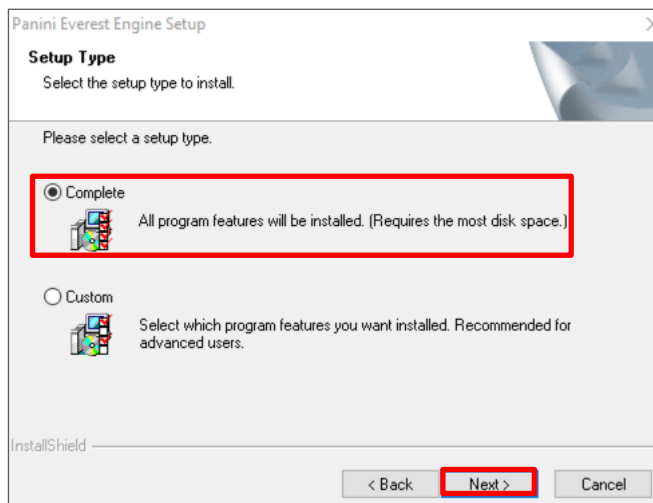 Panini Everest Engine Setup
Setup Type
Select the setup type to install.
Please select a setup type.
Complete
All program features will be installed. (Requires the most disk space.)
Custom
Select which program features you want installed. Recommended for
advanced users.
InstallShield
< Back Next > Cancel